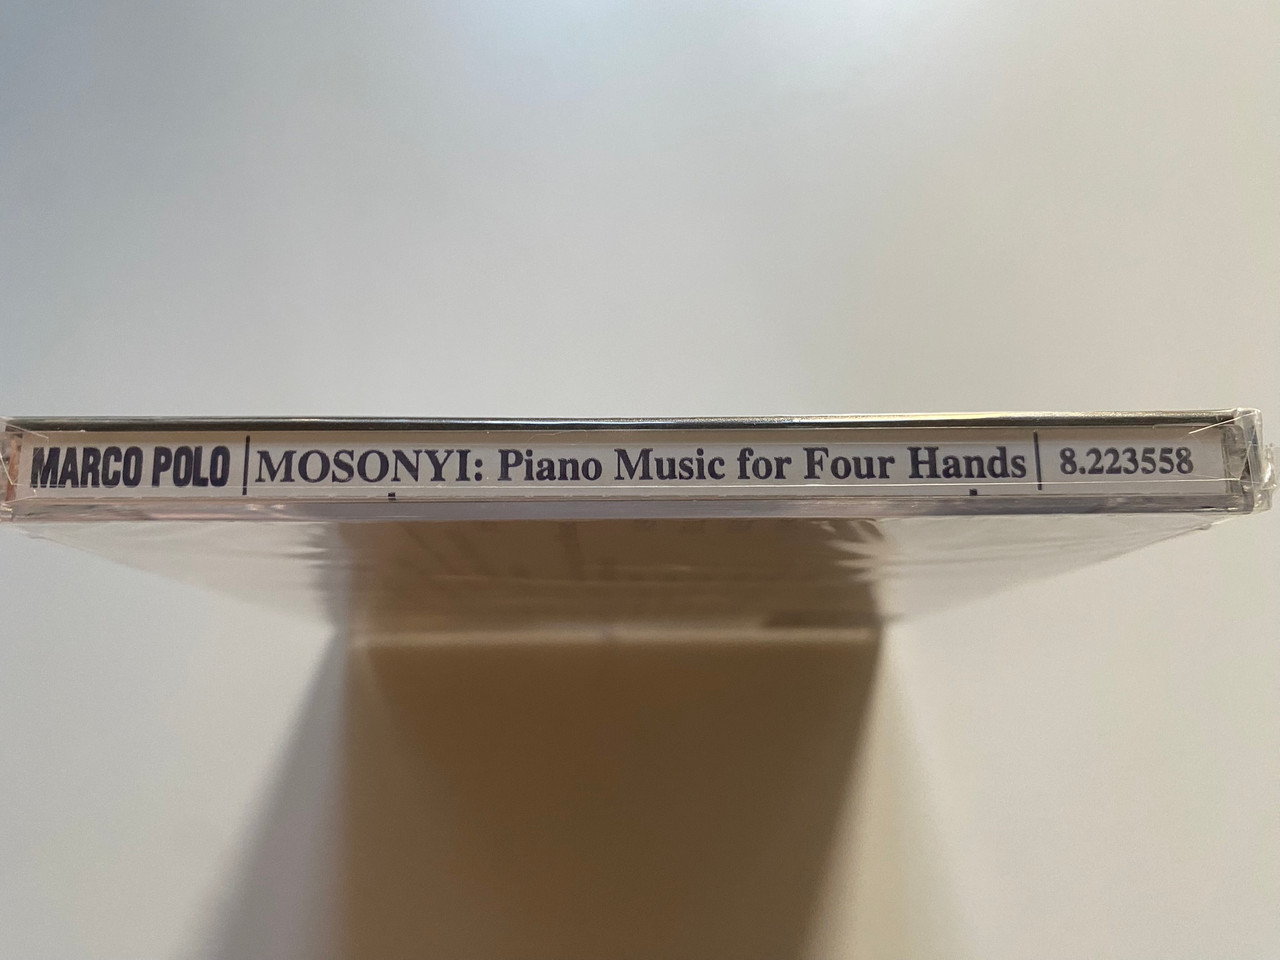 MARCO POLO | MOSONYI: Piano Music for Four Hands | 8.223558